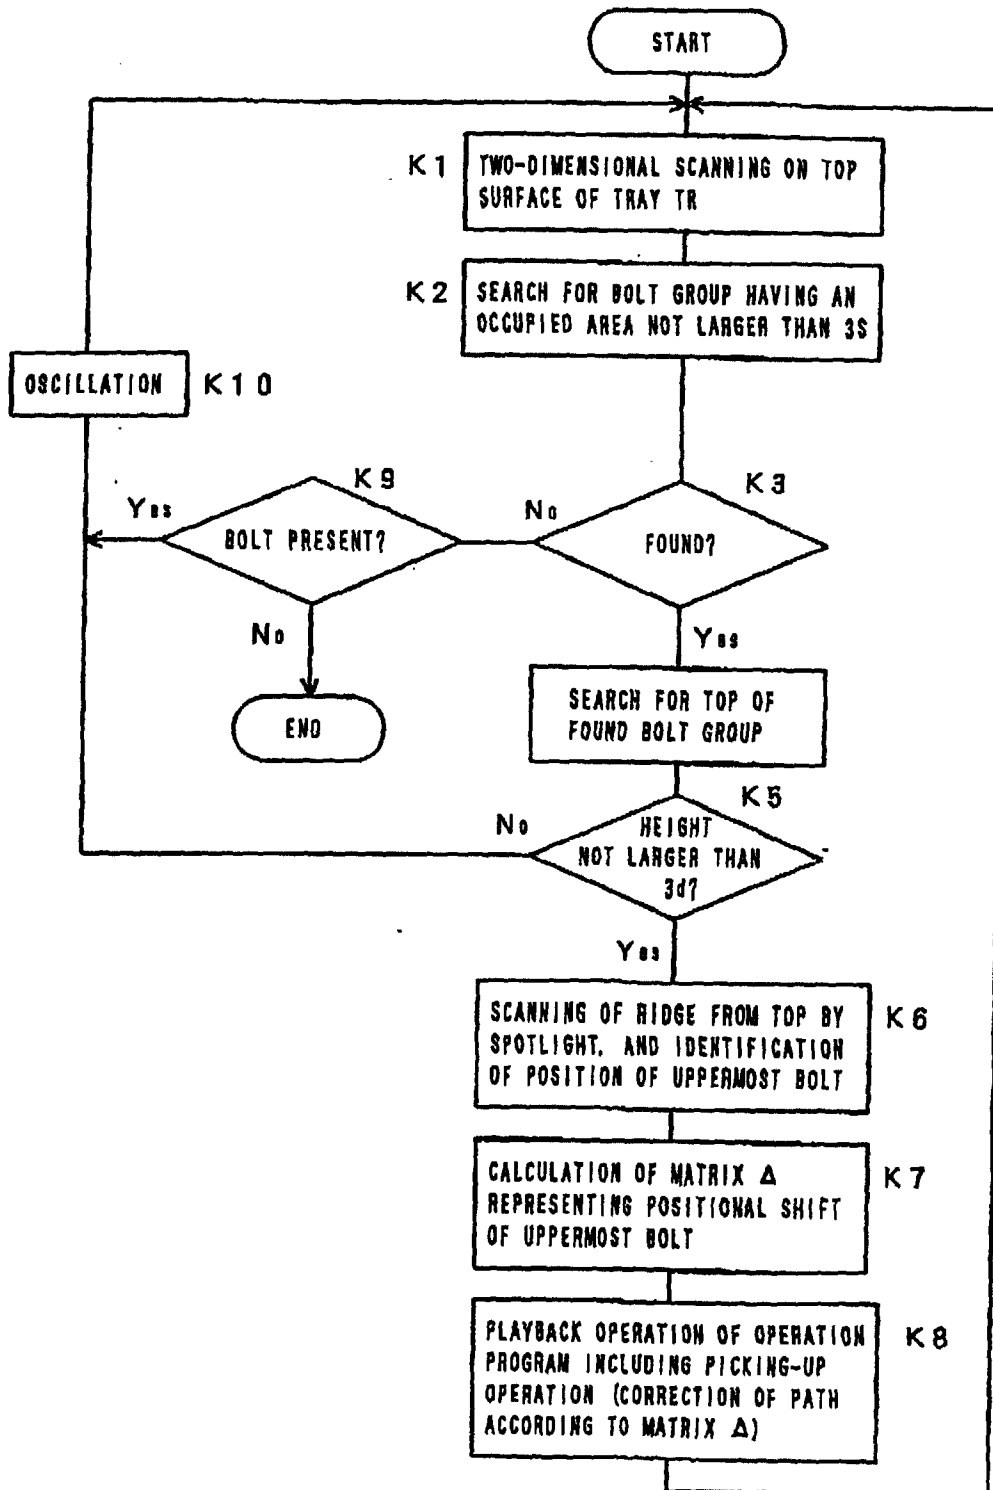 START
K1
TWO-DIMENSIONAL SCANNING ON TOP
SURFACE OF TRAY TR
K2
SEARCH FOR BOLT GROUP HAVING AN
OCCUPIED AREA NOT LARGER THAN 3S
OSCILLATION
K10
K9
K3
Yes
BOLT PRESENT?
No
FOUND?
No
Yes
END
SEARCH FOR TOP OF
FOUND BOLT GROUP
K5
No
HEIGHT
NOT LARGER THAN
3d?
Yes
SCANNING OF RIDGE FROM TOP BY
SPOTLIGHT, AND IDENTIFICATION
OF POSITION OF UPPERMOST BOLT
K6
CALCULATION OF MATRIX Δ
REPRESENTING POSITIONAL SHIFT
OF UPPERMOST BOLT
K7
PLAYBACK OPERATION OF OPERATION
PROGRAM INCLUDING PICKING-UP
OPERATION (CORRECTION OF PATH
ACCORDING TO MATRIX Δ)
K8